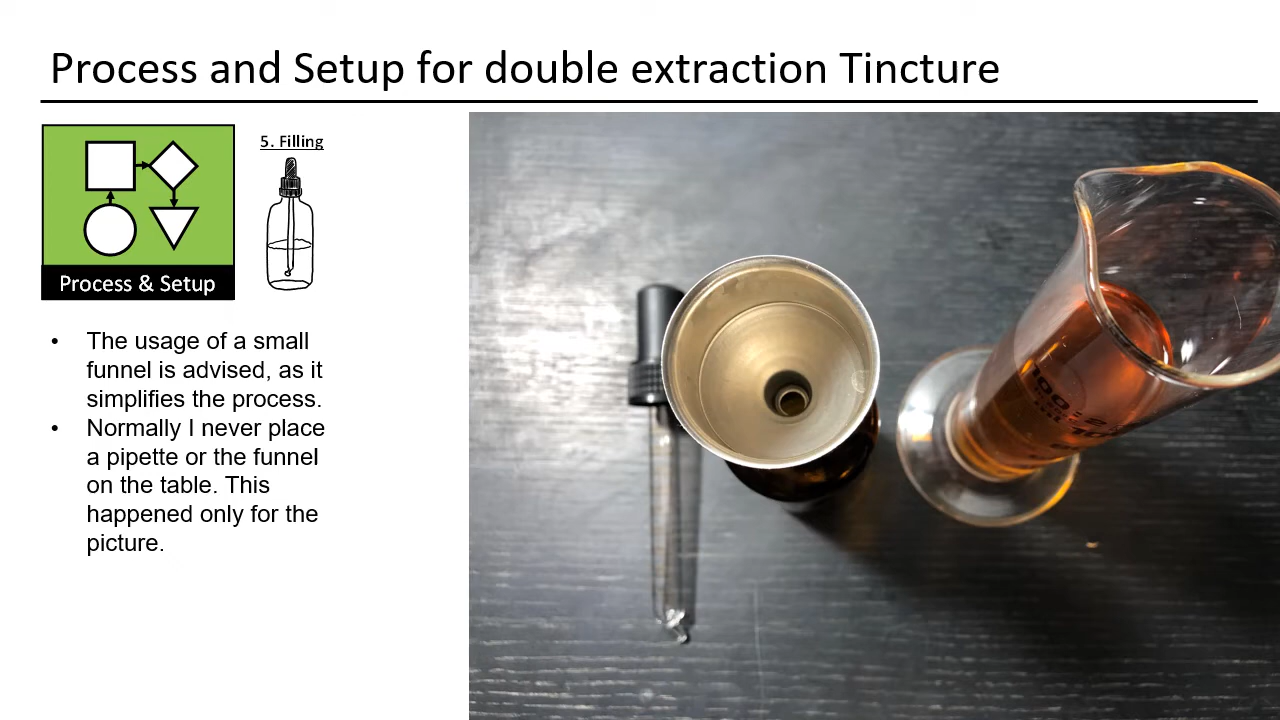 Process and Setup for double extraction Tincture
5. Filling
Process & Setup
• The usage of a small
funnel is advised, as it
simplifies the process.
• Normally I never place
a pipette or the funnel
on the table. This
happened only for the
picture.
100